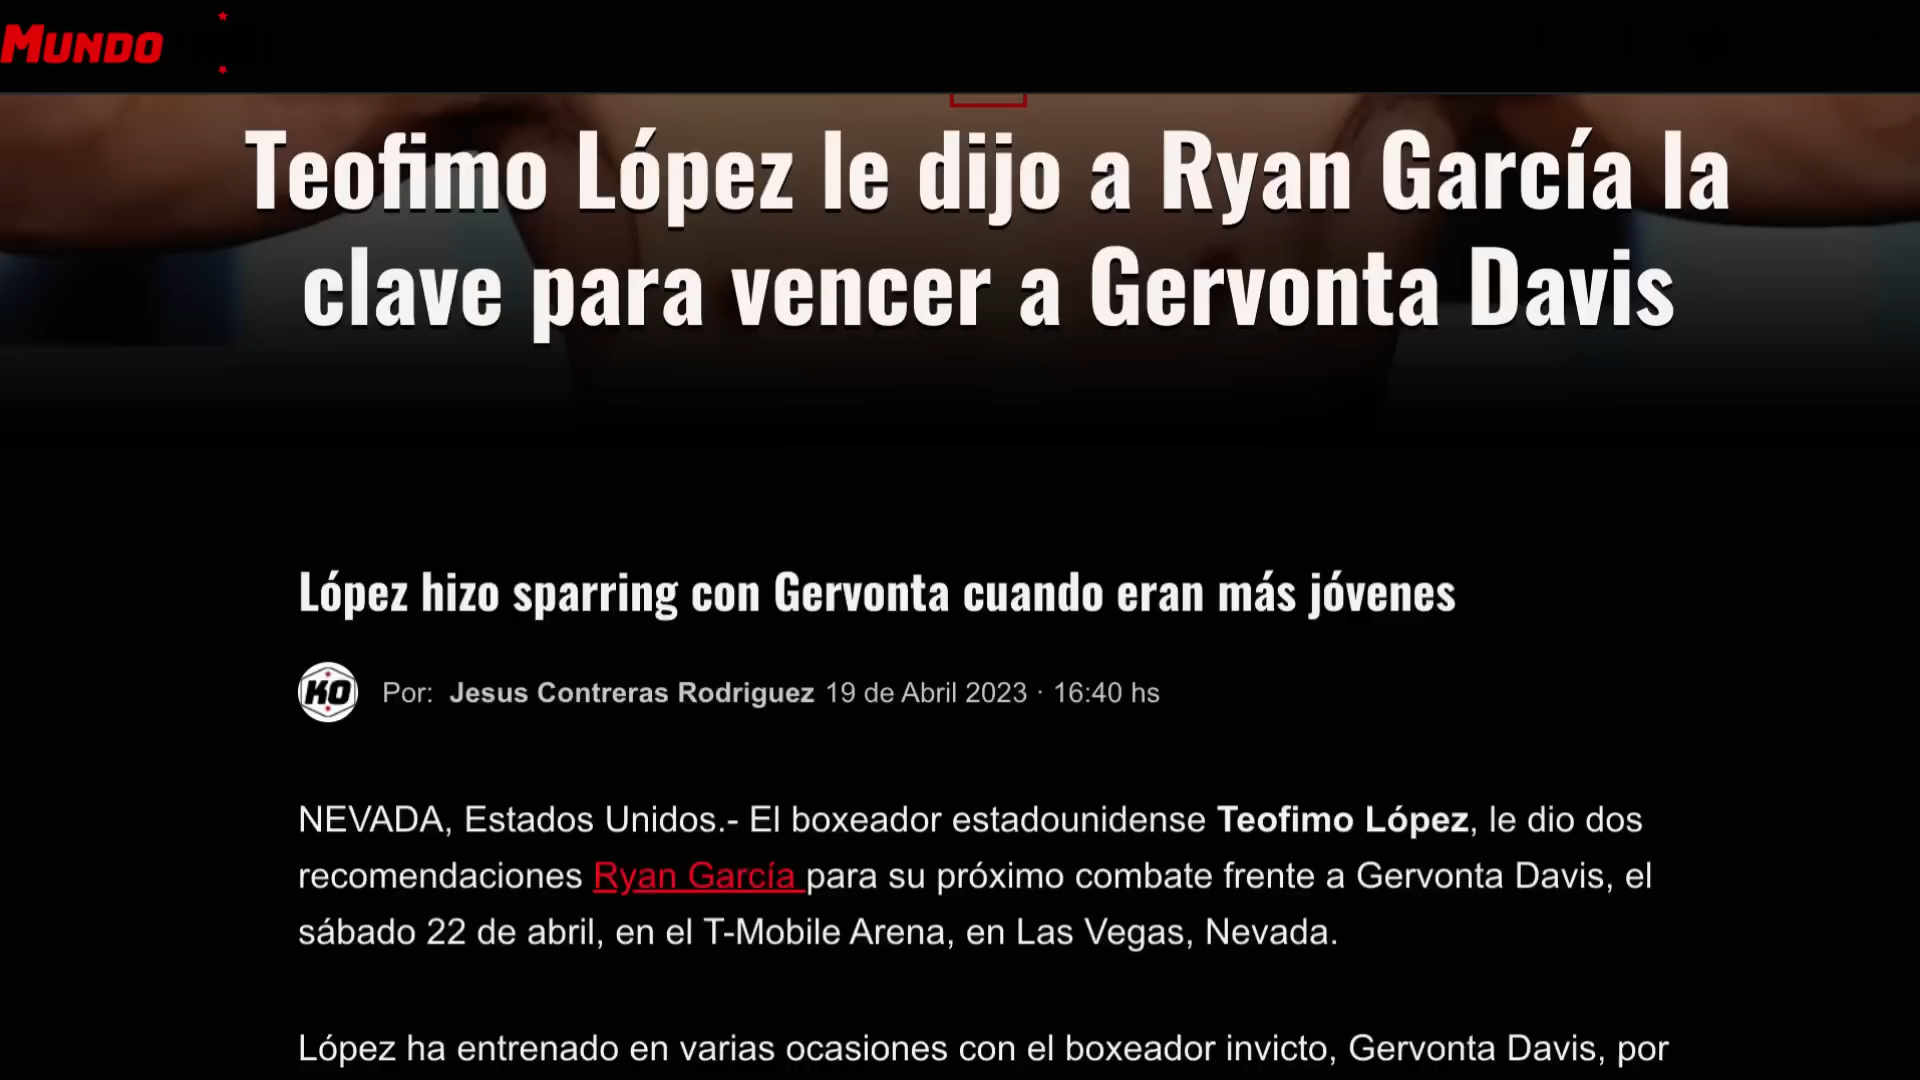 MUNDO
Teofimo López le dijo a Ryan García la
clave para vencer a Gervonta Davis
López hizo sparring con Gervonta cuando eran más jóvenes
KO Por: Jesus Contreras Rodriguez 19 de Abril 2023 · 16:40 hs
NEVADA, Estados Unidos.- El boxeador estadounidense Teofimo López, le dio dos
recomendaciones Ryan García para su próximo combate frente a Gervonta Davis, el
sábado 22 de abril, en el T-Mobile Arena, en Las Vegas, Nevada.
López ha entrenado en varias ocasiones con el boxeador invicto, Gervonta Davis, por